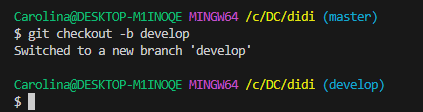 Carolina@DESKTOP-M1INOQE MINGW64 /c/DC/didi (master)
$ git checkout -b develop
Switched to a new branch 'develop'
Carolina@DESKTOP-M1INOQE MINGW64 /c/DC/didi (develop)
$